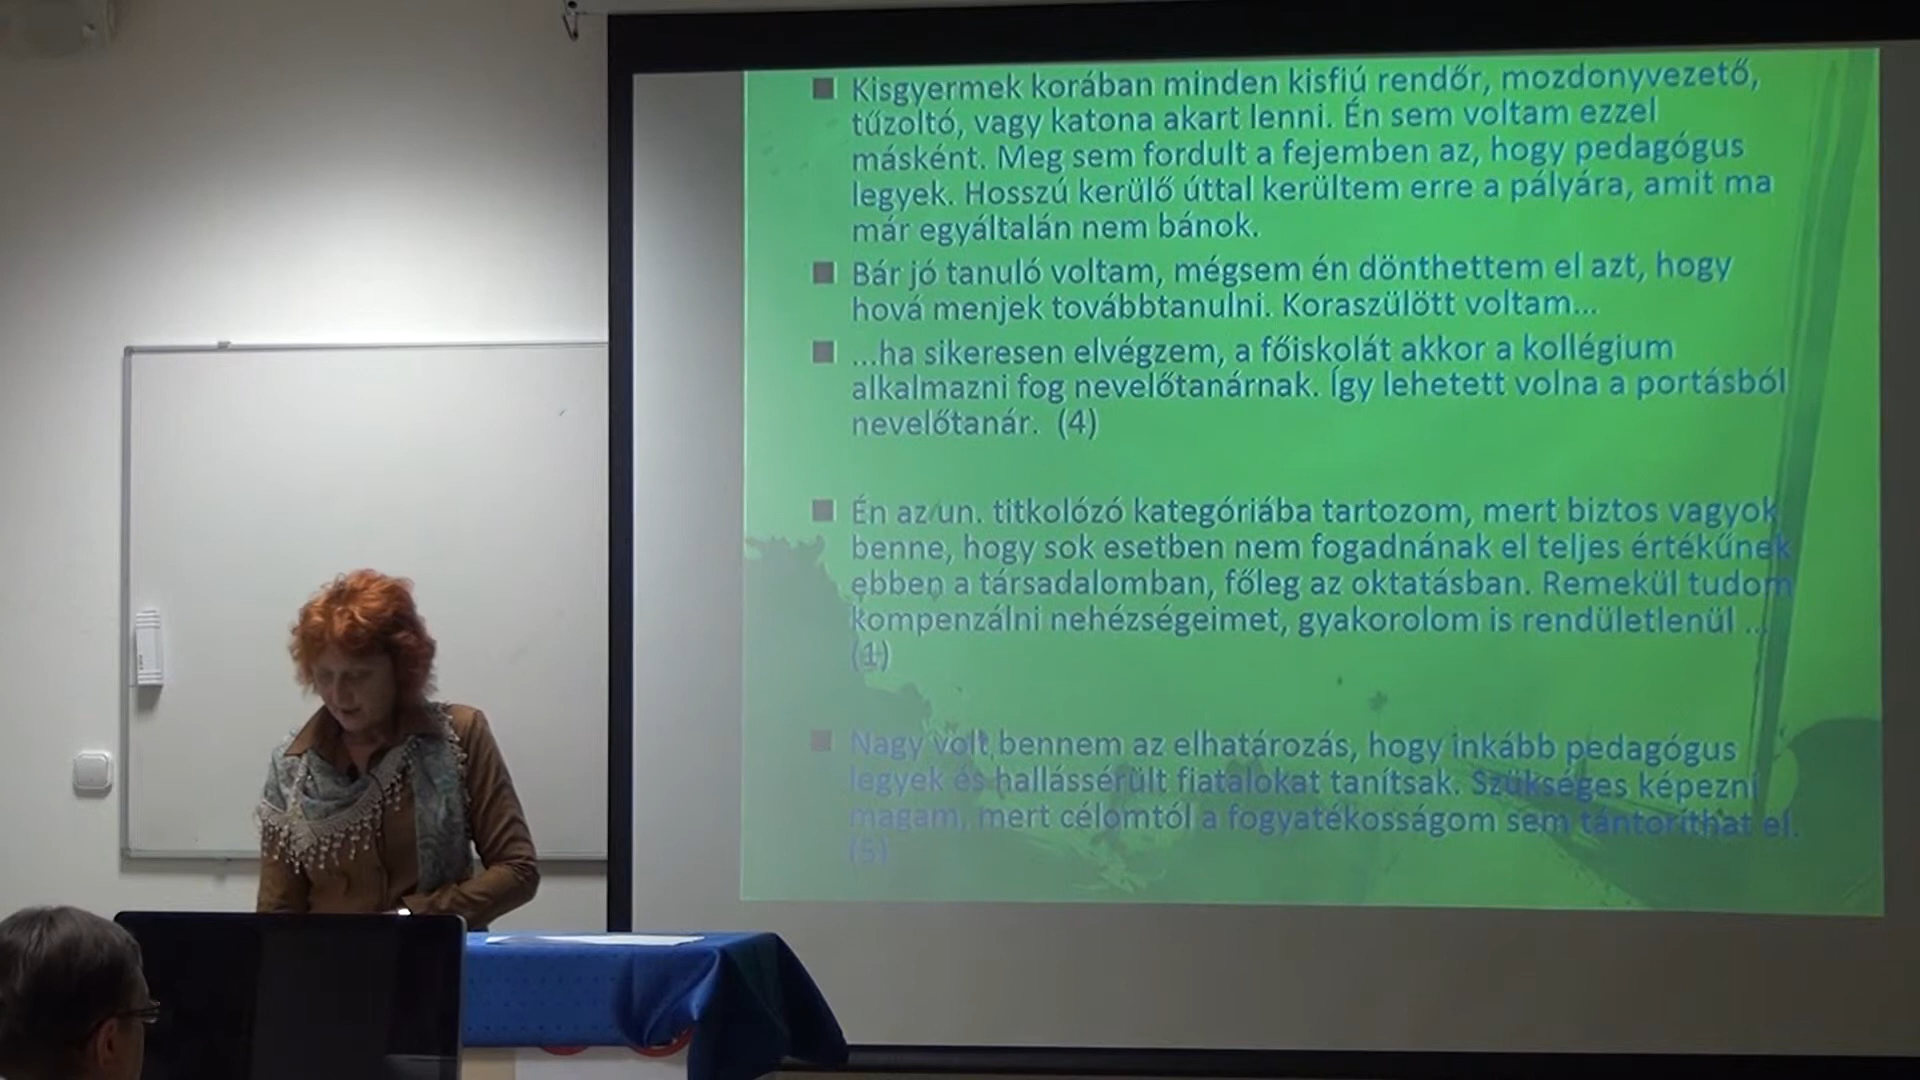 Kisgyermek korában minden kisfiú rendőr, mozdonyvezető,
tűzoltó, vagy katona akart lenni. Én sem voltam ezzel
másként. Meg sem fordult a fejemben az, hogy pedagógus
legyek. Hosszú kerülő úttal kerültem erre a pályára, amit ma
már egyáltalán nem bánok.
Bár jó tanuló voltam, mégsem én dönthettem el azt, hogy
hová menjek továbbtanulni. Koraszülött voltam...
...ha sikeresen elvégzem, a főiskolát akkor a kollégium
alkalmazni fog nevelőtanárnak. Így lehetett volna a portásból
nevelőtanár. (4)
Én az un. titkolózó kategóriába tartozom, mert biztos vagyok
benne, hogy sok esetben nem fogadnának el teljes értékűnek
ebben a társadalomban, főleg az oktatásban. Remekül tudom
kompenzálni nehézségeimet, gyakorolom is rendületlenül ...
(1)
Nagy volt bennem az elhatározás, hogy inkább pedagógus
legyek és hallássérült fiatalokat tanítsak. Szükséges képezni
magam, mert célomtól a fogyatékosságom sem tántoríthat el.
(5)